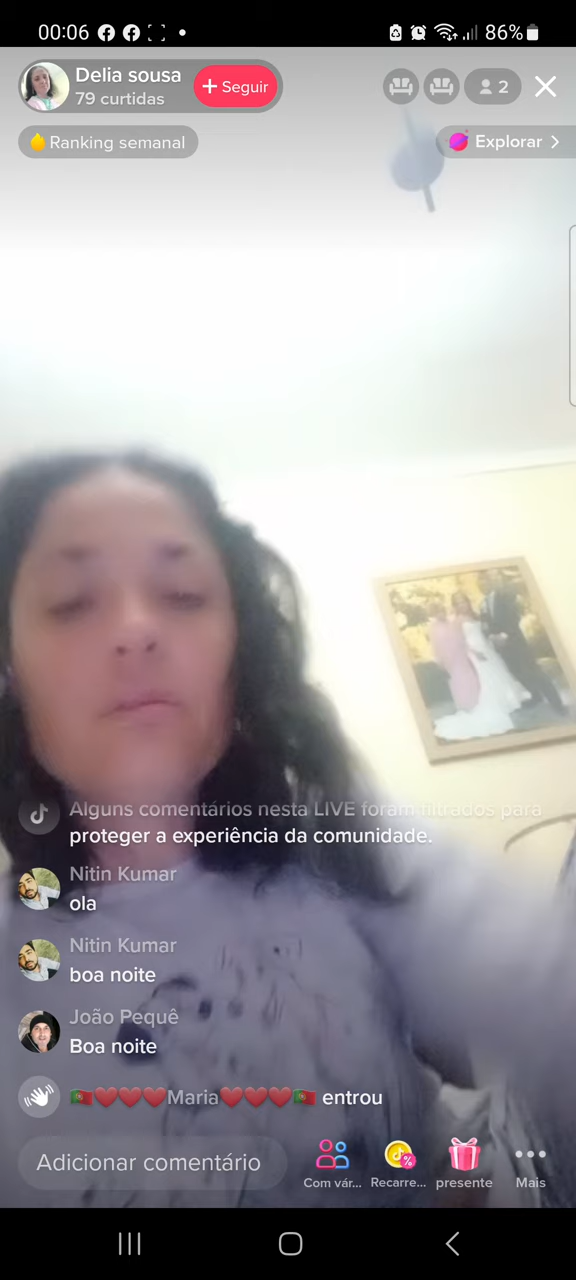 00:06
86%
Delia sousa
79 curtidas
+ Seguir
2
Ranking semanal
Explorar
Alguns comentários nesta LIVE foram filtrados para
proteger a experiência da comunidade.
Nitin Kumar
ola
Nitin Kumar
boa noite
João Pequê
Boa noite
🇵🇹❤️❤️❤️Maria❤️❤️❤️🇵🇹 entrou
Adicionar comentário
Com vár...
Recarre...
presente
Mais